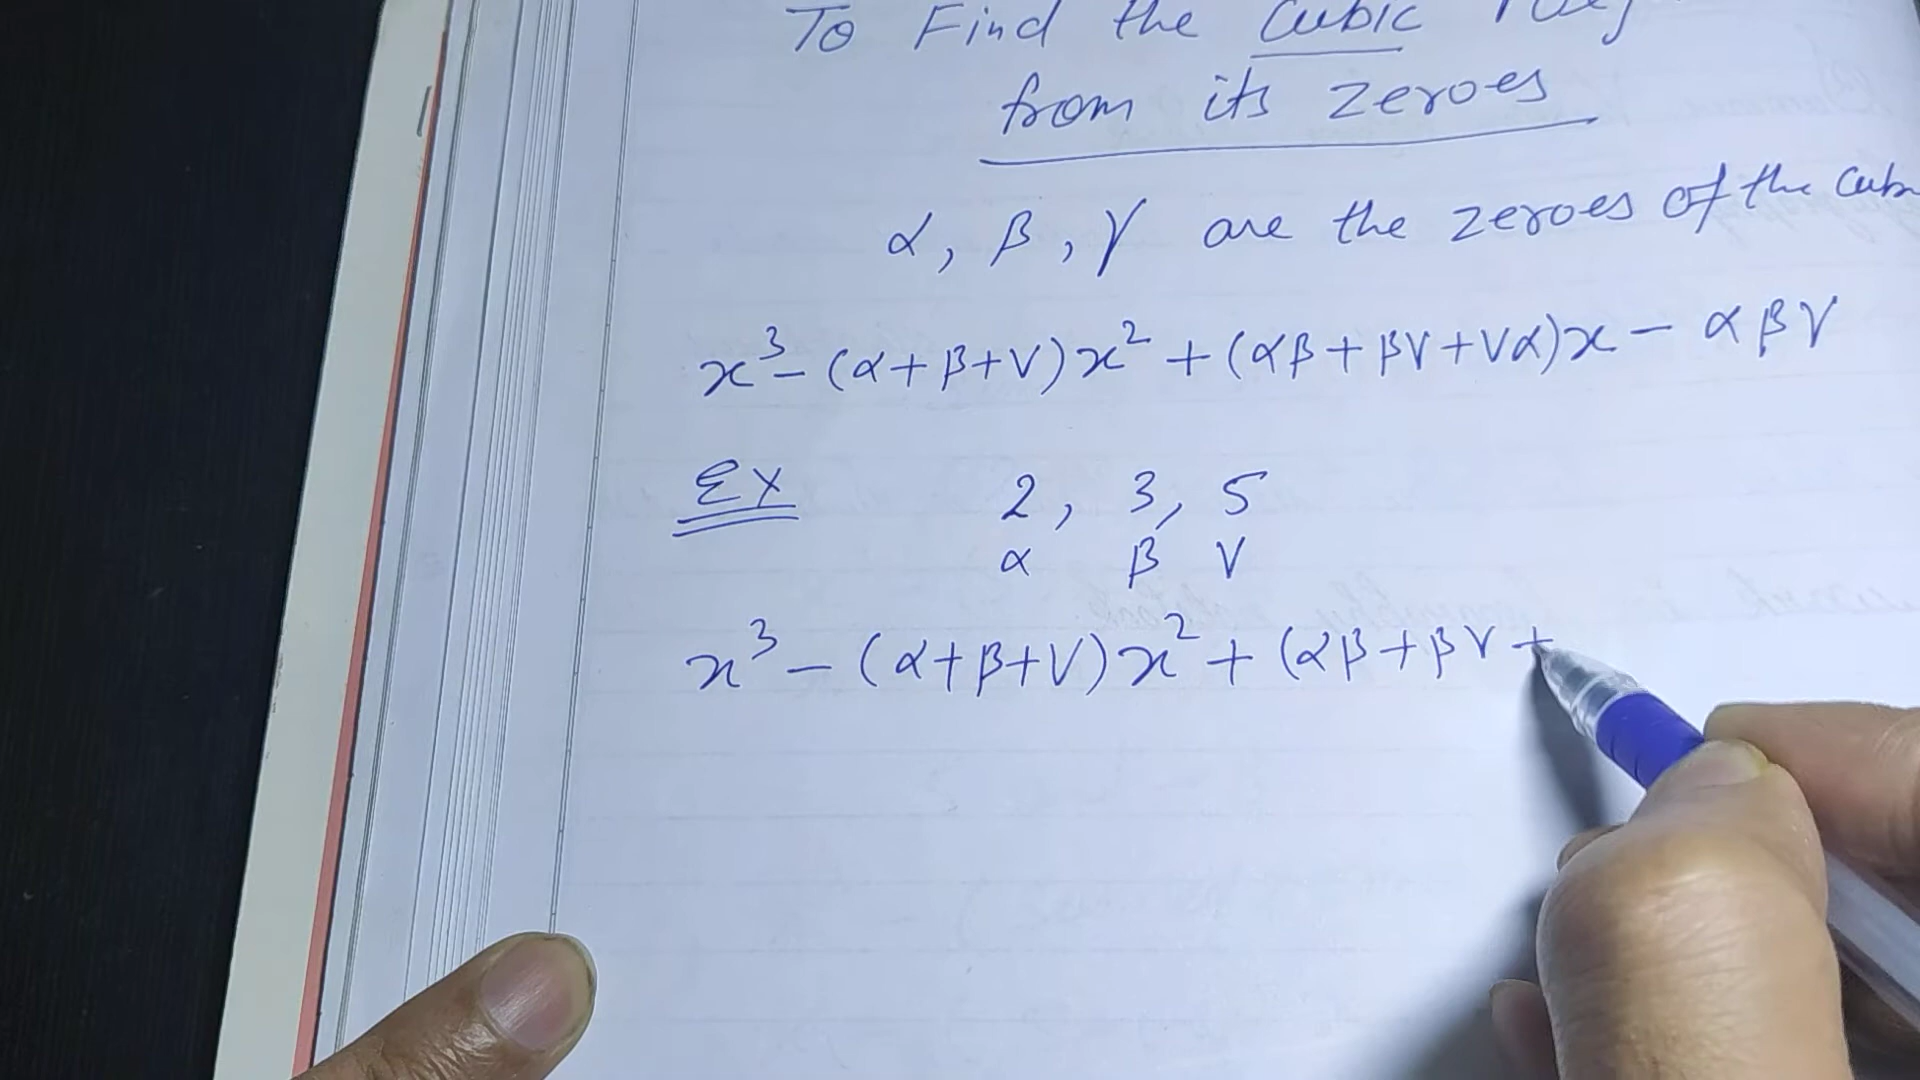 To Find the Cubic
from its zeroes
α, β, γ are the zeroes of the
x³ - (α+β+γ)x² + (αβ+βγ+γα)x - αβγ
Ex 2, 3, 5
α β γ
x³ - (α+β+γ)x² + (αβ+βγ+